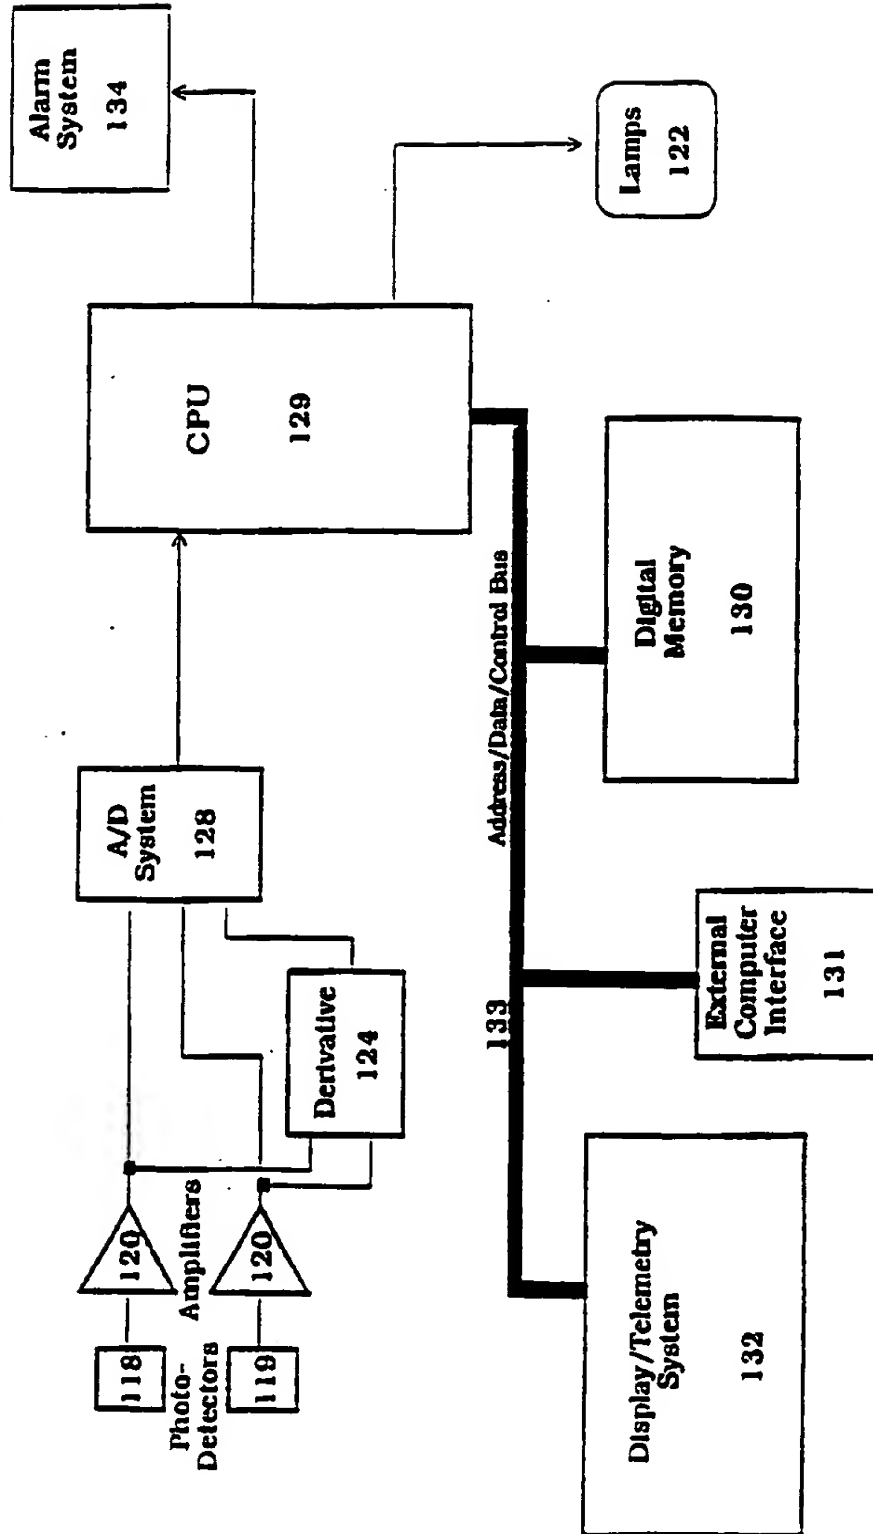 118
Photo-
Detectors
119
120
Amplifiers
120
Derivative
124
A/D
System
128
CPU
129
Alarm
System
134
Lamps
122
133
Address/Data/Control Bus
Display/Telemetry
System
132
External
Computer
Interface
131
Digital
Memory
130